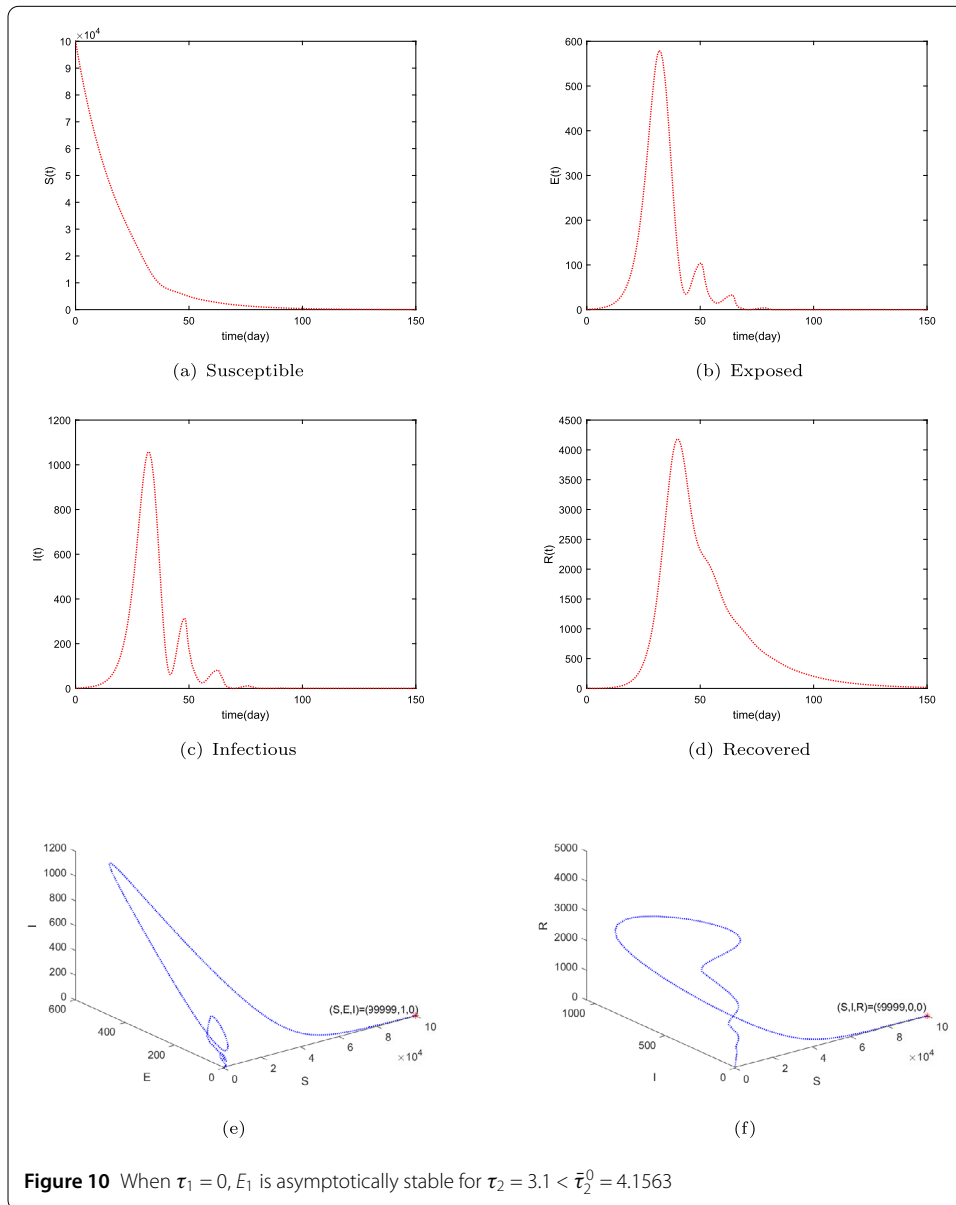 ×10⁴
10
9
8
7
6
5
4
3
2
1
0
S(t)
0 50 100 150
time(day)
(a) Susceptible
600
500
400
300
200
100
0
E(t)
0 50 100 150
time(day)
(b) Exposed
1200
1000
800
600
400
200
0
I(t)
0 50 100 150
time(day)
(c) Infectious
4500
4000
3500
3000
2500
2000
1500
1000
500
0
R(t)
0 50 100 150
time(day)
(d) Recovered
1200
1000
800
600
400
200
0
I
600
400
200
0
E
0 2 4 6 8 10
×10⁴
S
(S,E,I)=(99999,1,0)
(e)
5000
4000
3000
2000
1000
0
R
1000
500
0
I
0 2 4 6 8 10
×10⁴
S
(S,I,R)=(99999,0,0)
(f)
Figure 10 When τ₁ = 0, E₁ is asymptotically stable for τ₂ = 3.1 < τ̄₂⁰ = 4.1563